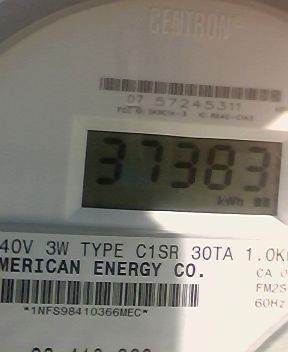 CENTRON®
07 57245311
37383
kWh
40V 3W TYPE C1SR 30TA 1.0K
MERICAN ENERGY CO.
CA 0
FM2S
60Hz
*1NFS98410366MEC*